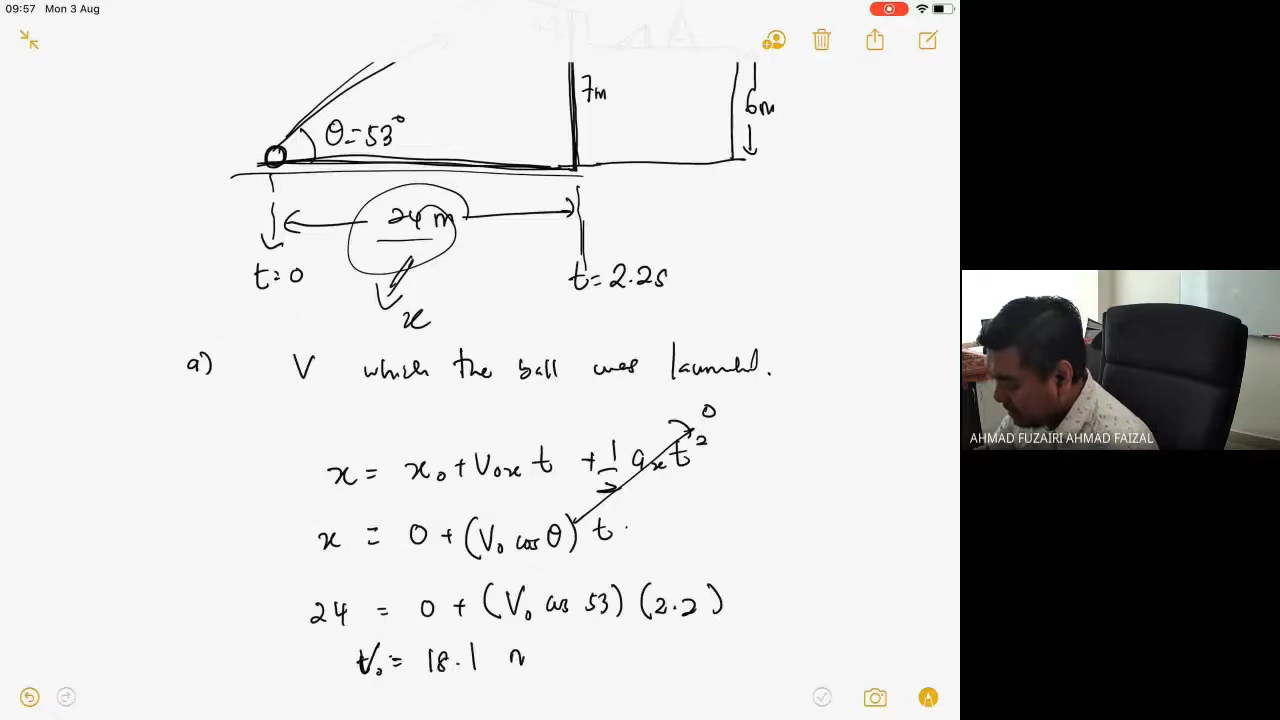 09:57 Mon 3 Aug
7m
6m
θ=53°
24 m
t=0
t=2.2s
x
a) V which the ball was launched.
x = x₀ + V₀ₓ t + 1/2 aₓ t² 0
x = 0 + (V₀ cos θ) t
24 = 0 + (V₀ cos 53) (2.2)
V₀ = 18.1 m
AHMAD FUZAIRI AHMAD FAIZAL